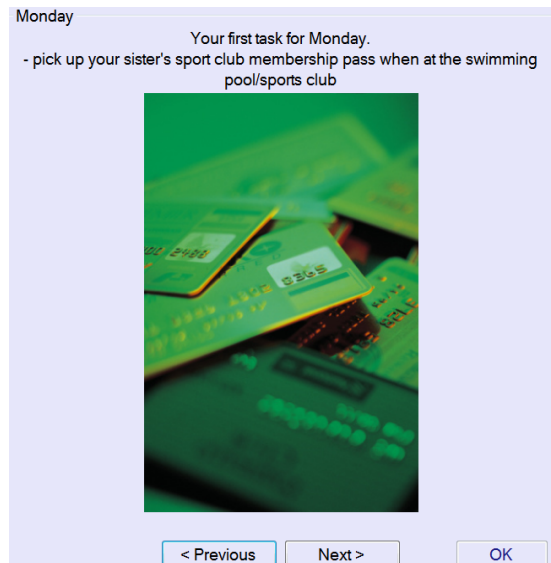 Monday
Your first task for Monday.
- pick up your sister's sport club membership pass when at the swimming
pool/sports club
8365
< Previous
Next >
OK